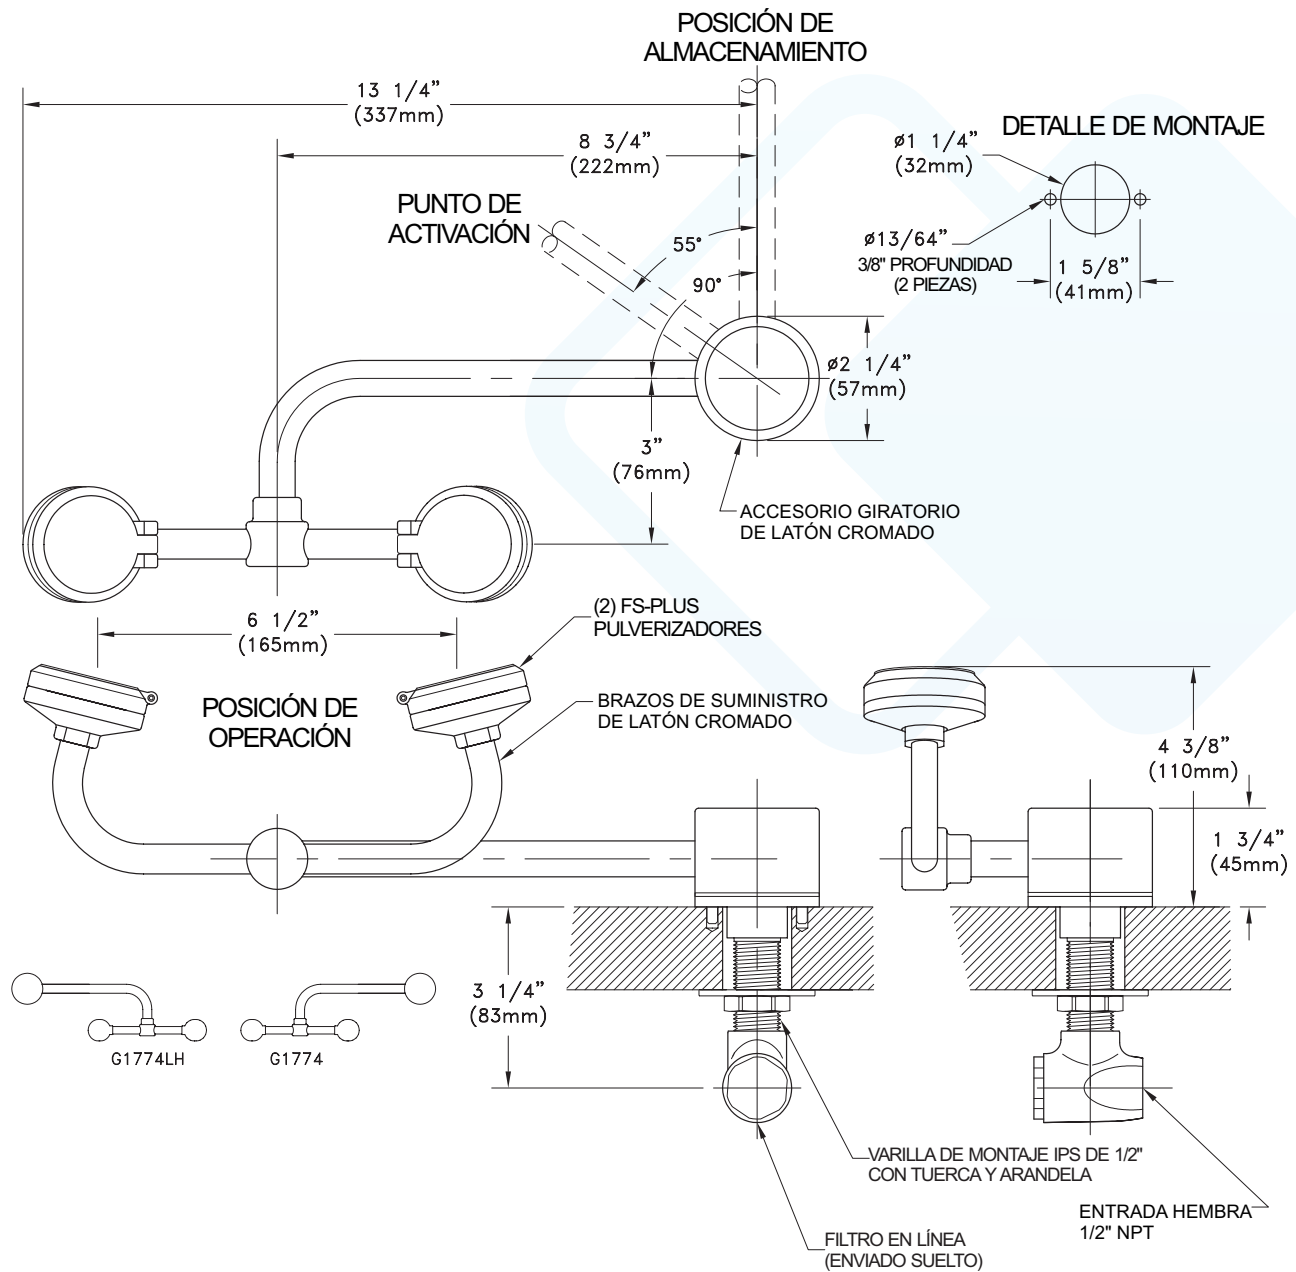 POSICIÓN DE
ALMACENAMIENTO
13 1/4”
(337mm)
8 3/4”
(222mm)
DETALLE DE MONTAJE
ø1 1/4”
(32mm)
ø13/64”
3/8" PROFUNDIDAD
(2 PIEZAS)
1 5/8”
(41mm)
PUNTO DE
ACTIVACIÓN
55°
90°
ø2 1/4”
(57mm)
3”
(76mm)
ACCESORIO GIRATORIO
DE LATÓN CROMADO
6 1/2”
(165mm)
(2) FS-PLUS
PULVERIZADORES
POSICIÓN DE
OPERACIÓN
BRAZOS DE SUMINISTRO
DE LATÓN CROMADO
4 3/8”
(110mm)
1 3/4”
(45mm)
3 1/4”
(83mm)
G1774LH
G1774
VARILLA DE MONTAJE IPS DE 1/2"
CON TUERCA Y ARANDELA
ENTRADA HEMBRA
1/2" NPT
FILTRO EN LÍNEA
(ENVIADO SUELTO)